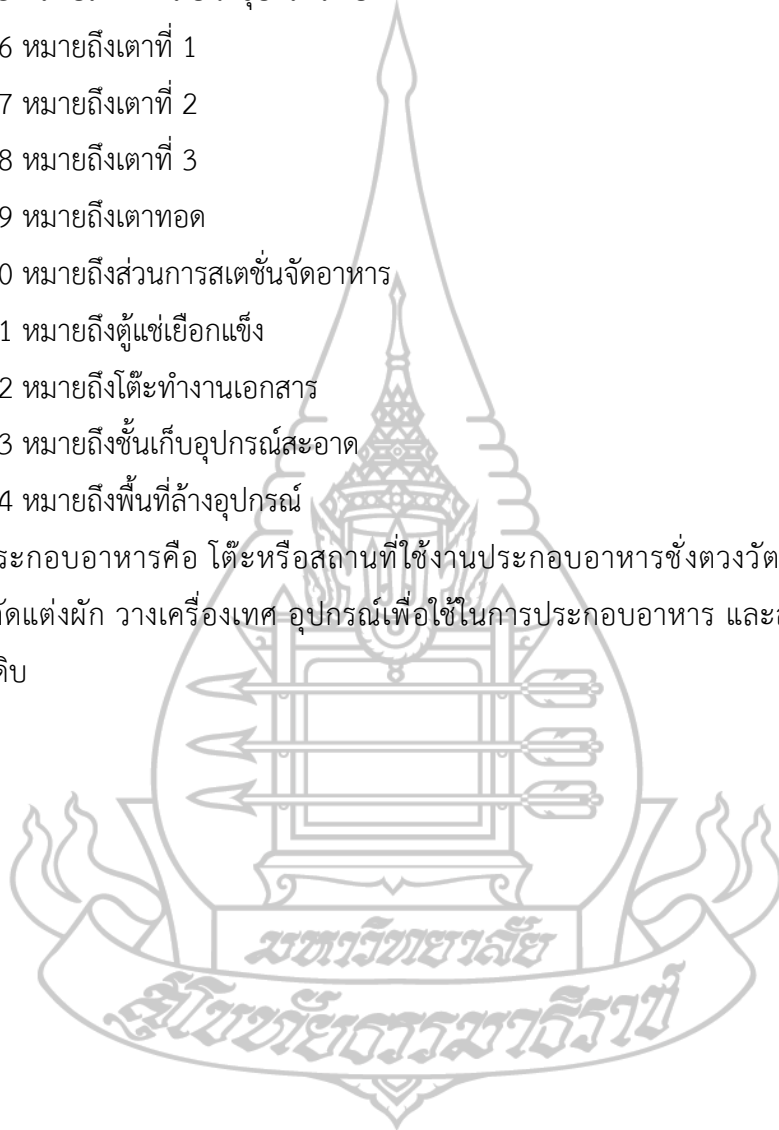 6 หมายถึงเตาที่ 1
7 หมายถึงเตาที่ 2
8 หมายถึงเตาที่ 3
9 หมายถึงเตาทอด
0 หมายถึงส่วนการสเตชั่นจัดอาหาร
1 หมายถึงตู้แช่เยือกแข็ง
2 หมายถึงโต๊ะทำงานเอกสาร
3 หมายถึงชั้นเก็บอุปกรณ์สะอาด
4 หมายถึงพื้นที่ล้างอุปกรณ์
ระกอบอาหารคือ โต๊ะหรือสถานที่ใช้งานประกอบอาหารชั่งตวงวัต
ตัดแต่งผัก วางเครื่องเทศ อุปกรณ์เพื่อใช้ในการประกอบอาหาร และ
ดิบ
มหาวิทยาลัย
สุโขทัยธรรมาธิราช